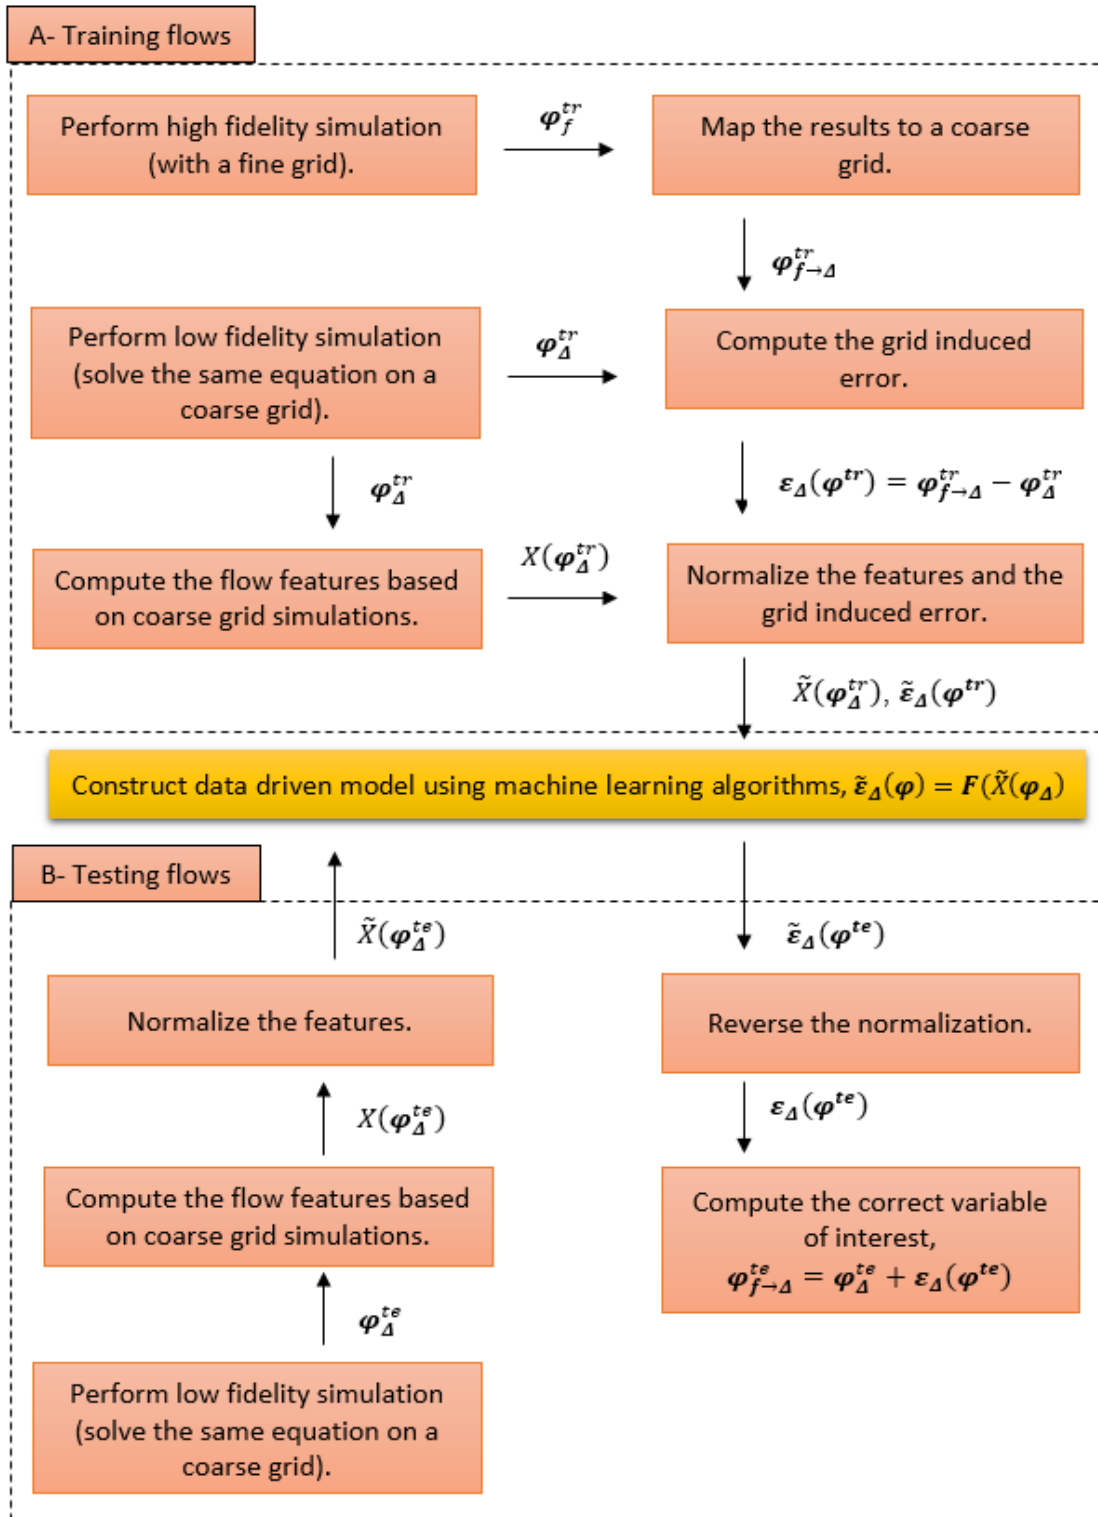 A- Training flows
Perform high fidelity simulation
(with a fine grid).
φ_f^tr
Map the results to a coarse
grid.
φ_{f→Δ}^tr
Perform low fidelity simulation
(solve the same equation on a
coarse grid).
φ_Δ^tr
Compute the grid induced
error.
φ_Δ^tr
ε_Δ(φ^tr) = φ_{f→Δ}^tr − φ_Δ^tr
Compute the flow features based
on coarse grid simulations.
X(φ_Δ^tr)
Normalize the features and the
grid induced error.
X̃(φ_Δ^tr), ε̃_Δ(φ^tr)
Construct data driven model using machine learning algorithms, ε̃_Δ(φ) = F(X̃(φ_Δ)
B- Testing flows
X̃(φ_Δ^te)
ε̃_Δ(φ^te)
Normalize the features.
Reverse the normalization.
X(φ_Δ^te)
ε_Δ(φ^te)
Compute the flow features based
on coarse grid simulations.
Compute the correct variable
of interest,
φ_{f→Δ}^te = φ_Δ^te + ε_Δ(φ^te)
φ_Δ^te
Perform low fidelity simulation
(solve the same equation on a
coarse grid).